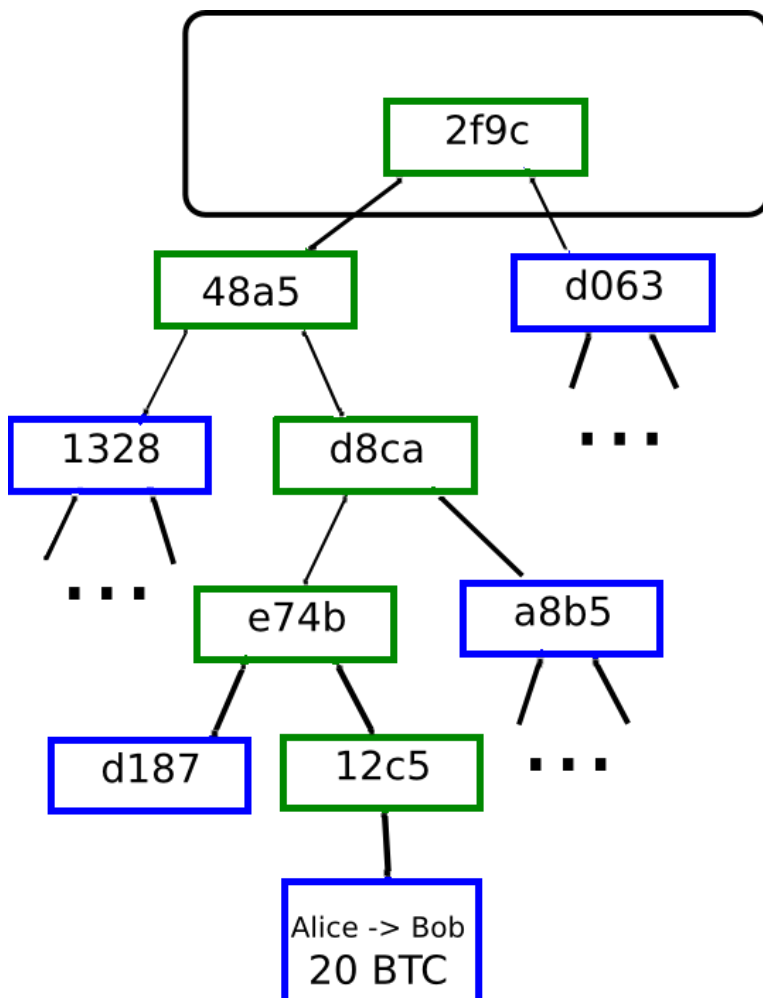 2f9c
48a5
d063
1328
d8ca
...
e74b
a8b5
...
d187
12c5
...
Alice -> Bob
20 BTC